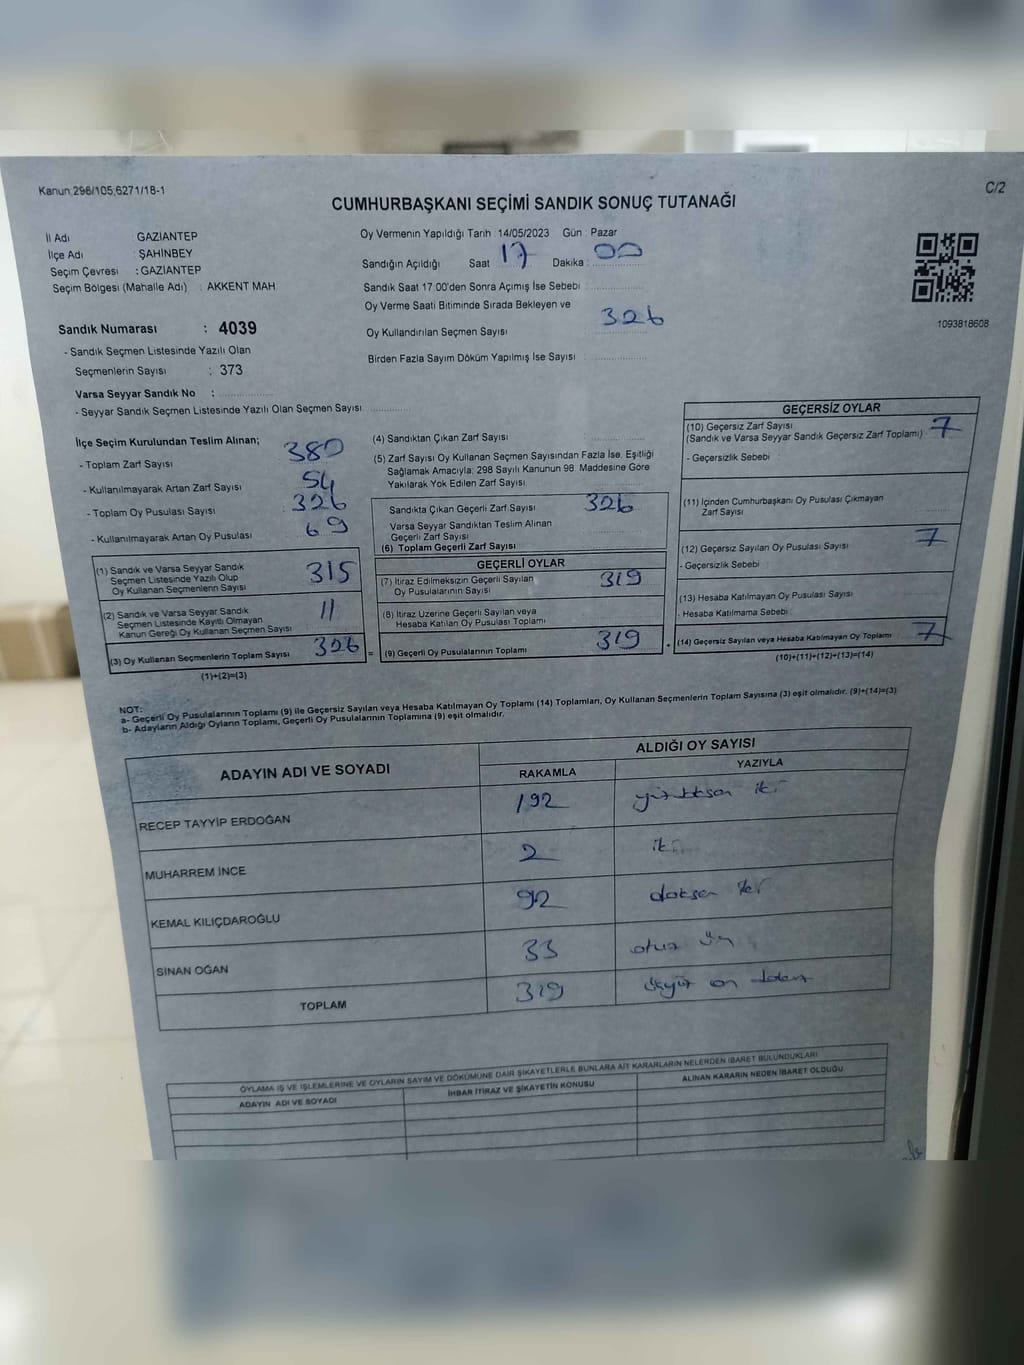 Kanun 298/105,6271/18-1
C/2
CUMHURBAŞKANI SEÇİMİ SANDIK SONUÇ TUTANAĞI
İl Adı GAZİANTEP
İlçe Adı : ŞAHİNBEY
Seçim Çevresi : GAZİANTEP
Seçim Bölgesi (Mahalle Adı) : AKKENT MAH.
Sandık Numarası : 4039
- Sandık Seçmen Listesinde Yazılı Olan
Seçmenlerin Sayısı : 373
Varsa Seyyar Sandık No :
- Seyyar Sandık Seçmen Listesinde Yazılı Olan Seçmen Sayısı
Oy Vermenin Yapıldığı Tarih : 14/05/2023 Gün : Pazar
Sandığın Açıldığı Saat 17 Dakika 00
Sandık Saat 17:00'den Sonra Açımış İse Sebebi
Oy Verme Saati Bitiminde Sırada Bekleyen ve
Oy Kullandırılan Seçmen Sayısı 326
Birden Fazla Sayım Döküm Yapılmış İse Sayısı
1093818608
İlçe Seçim Kurulundan Teslim Alınan;
- Toplam Zarf Sayısı 380
- Kullanılmayarak Artan Zarf Sayısı 54
- Toplam Oy Pusulası Sayısı 326
- Kullanılmayarak Artan Oy Pusulası 69
(1) Sandık ve Varsa Seyyar Sandık
Seçmen Listesinde Yazılı Olup
Oy Kullanan Seçmenlerin Sayısı 315
(2) Sandık ve Varsa Seyyar Sandık
Seçmen Listesinde Kayıtlı Olmayan
Kanun Gereği Oy Kullanan Seçmen Sayısı 11
(3) Oy Kullanan Seçmenlerin Toplam Sayısı 326 =
(1)+(2)=(3)
(4) Sandıktan Çıkan Zarf Sayısı
(5) Zarf Sayısı Oy Kullanan Seçmen Sayısından Fazla İse, Eşitliği
Sağlamak Amacıyla; 298 Sayılı Kanunun 98. Maddesine Göre
Yakılarak Yok Edilen Zarf Sayısı
Sandıkta Çıkan Geçerli Zarf Sayısı 326
Varsa Seyyar Sandıktan Teslim Alınan
Geçerli Zarf Sayısı
(6) Toplam Geçerli Zarf Sayısı
GEÇERLİ OYLAR
(7) İtiraz Edilmeksizin Geçerli Sayılan
Oy Pusulalarının Sayısı 319
(8) İtiraz Üzerine Geçerli Sayılan veya
Hesaba Katılan Oy Pusulası Toplamı
(9) Geçerli Oy Pusulalarının Toplamı 319
GEÇERSİZ OYLAR
(10) Geçersiz Zarf Sayısı
(Sandık ve Varsa Seyyar Sandık Geçersiz Zarf Toplamı) 7
- Geçersizlik Sebebi
(11) İçinden Cumhurbaşkanı Oy Pusulası Çıkmayan
Zarf Sayısı
(12) Geçersiz Sayılan Oy Pusulası Sayısı 7
- Geçersizlik Sebebi
(13) Hesaba Katılmayan Oy Pusulası Sayısı
- Hesaba Katılmama Sebebi
(14) Geçersiz Sayılan veya Hesaba Katılmayan Oy Toplamı 7
(10)+(11)+(12)+(13)=(14)
NOT:
a- Geçerli Oy Pusulalarının Toplamı (9) ile Geçersiz Sayılan veya Hesaba Katılmayan Oy Toplamı (14) Toplamları, Oy Kullanan Seçmenlerin Toplam Sayısına (3) eşit olmalıdır. (9)+(14)=(3)
b- Adayların Aldığı Oyların Toplamı, Geçerli Oy Pusulalarının Toplamına (9) eşit olmalıdır.
ADAYIN ADI VE SOYADI
ALDIĞI OY SAYISI
RAKAMLA YAZIYLA
RECEP TAYYİP ERDOĞAN 192 iki
MUHARREM İNCE 2 iki
KEMAL KILIÇDAROĞLU 92 doksan iki
SİNAN OĞAN 33 otuz üç
TOPLAM 319 üçyüz on dokuz
OYLAMA İŞ VE İŞLEMLERİNE VE OYLARIN SAYIM VE DÖKÜMÜNE DAİR ŞİKAYETLERLE BUNLARA AİT KARARLARIN NELERDEN İBARET BULUNDUKLARI
ADAYIN ADI VE SOYADI İHBAR İTİRAZ VE ŞİKAYETİN KONUSU ALINAN KARARIN NEDEN İBARET OLDUĞU